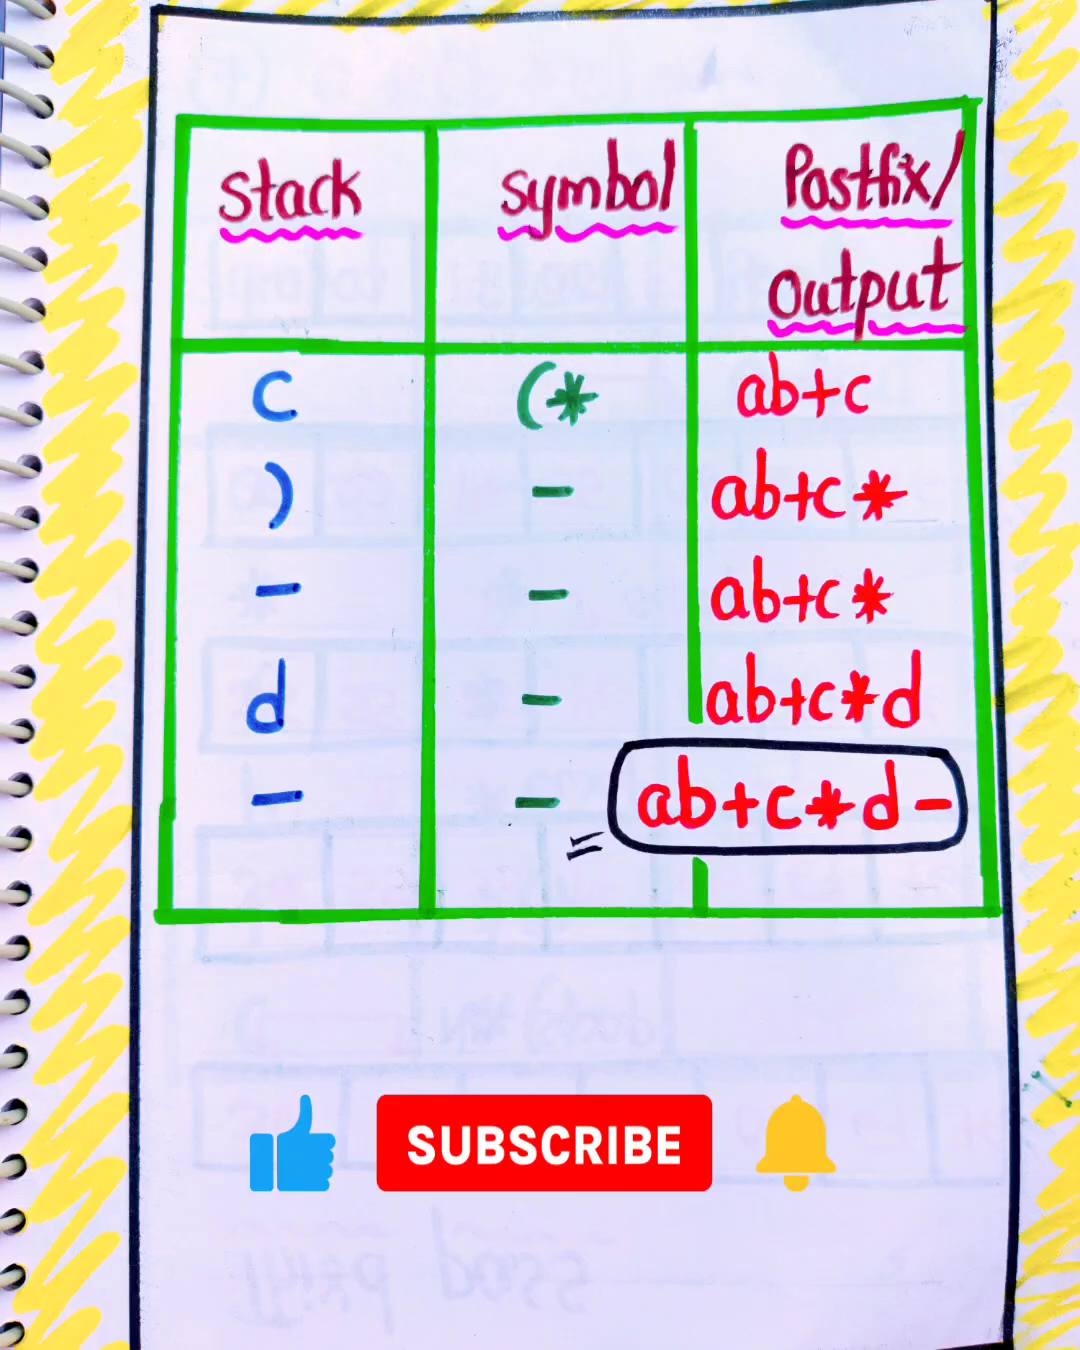 Stack symbol Postfix/
output
C (* ab+c
) - ab+c*
- - ab+c*
d - ab+c*d
- - ab+c*d-
=
SUBSCRIBE